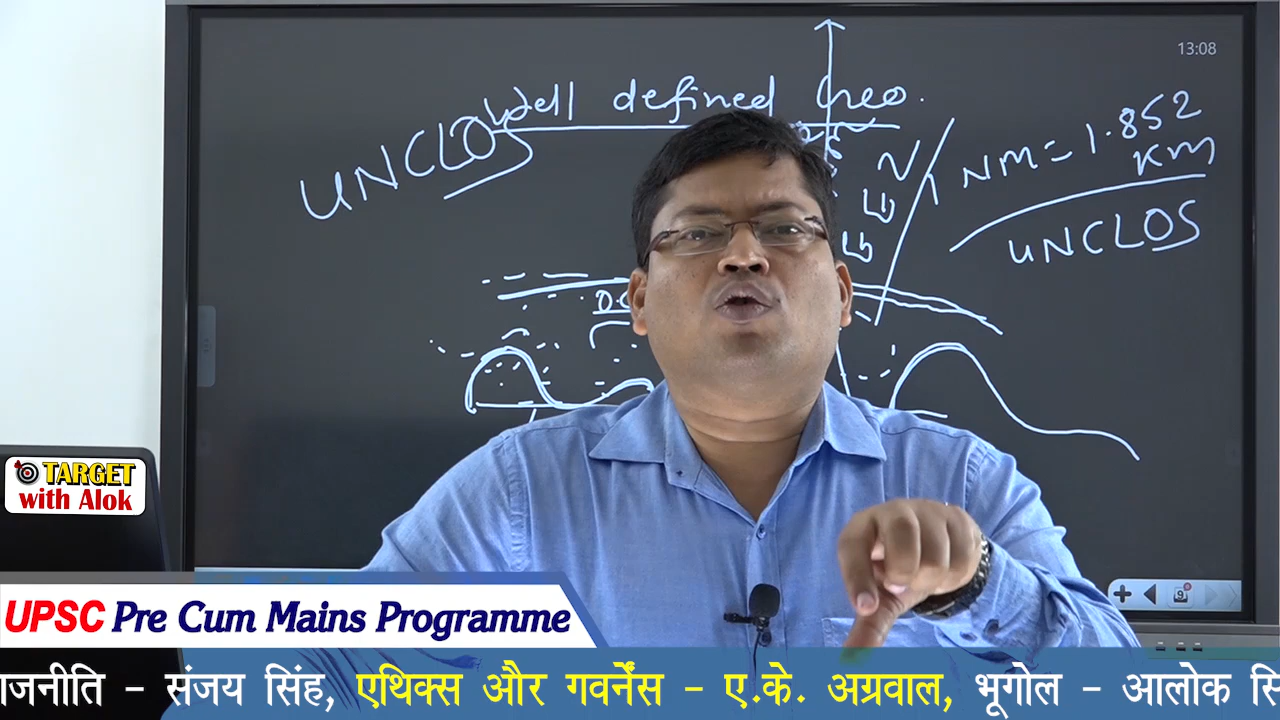 13:08
Well defined Geo.
UNCLOS
1 NM = 1.852
KM
UNCLOS
TARGET
with Alok
UPSC Pre Cum Mains Programme
राजनीति - संजय सिंह, एथिक्स और गवर्नेंस - ए.के. अग्रवाल, भूगोल - आलोक